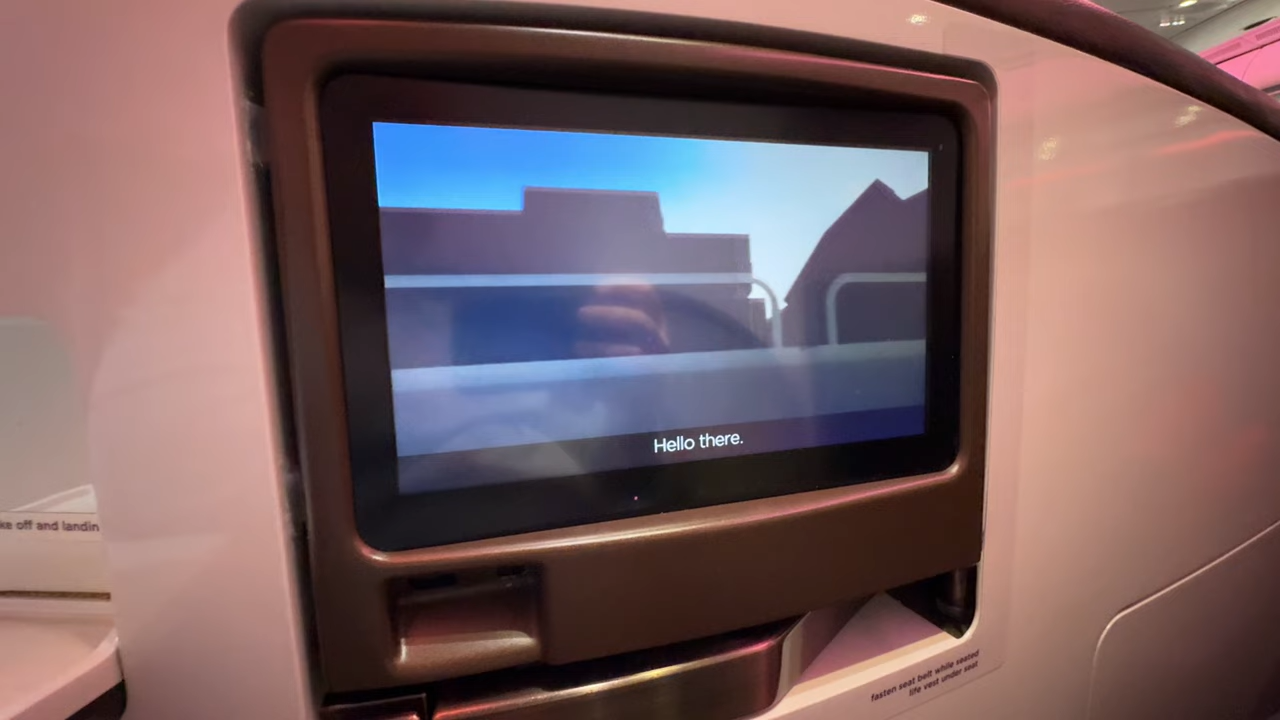 Hello there.
ke off and landin
fasten seat belt while seated
life vest under seat